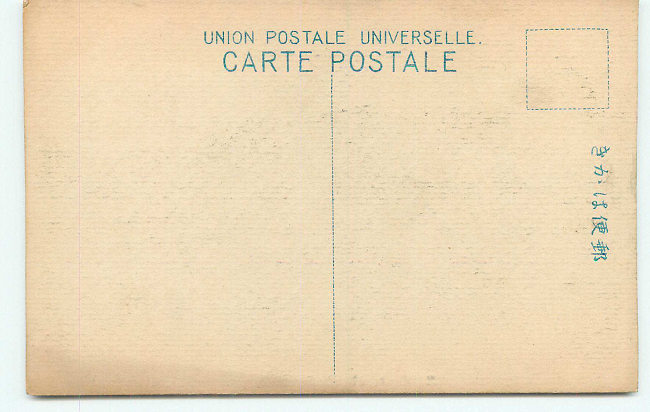 UNION POSTALE UNIVERSELLE.
CARTE POSTALE
郵便はかき